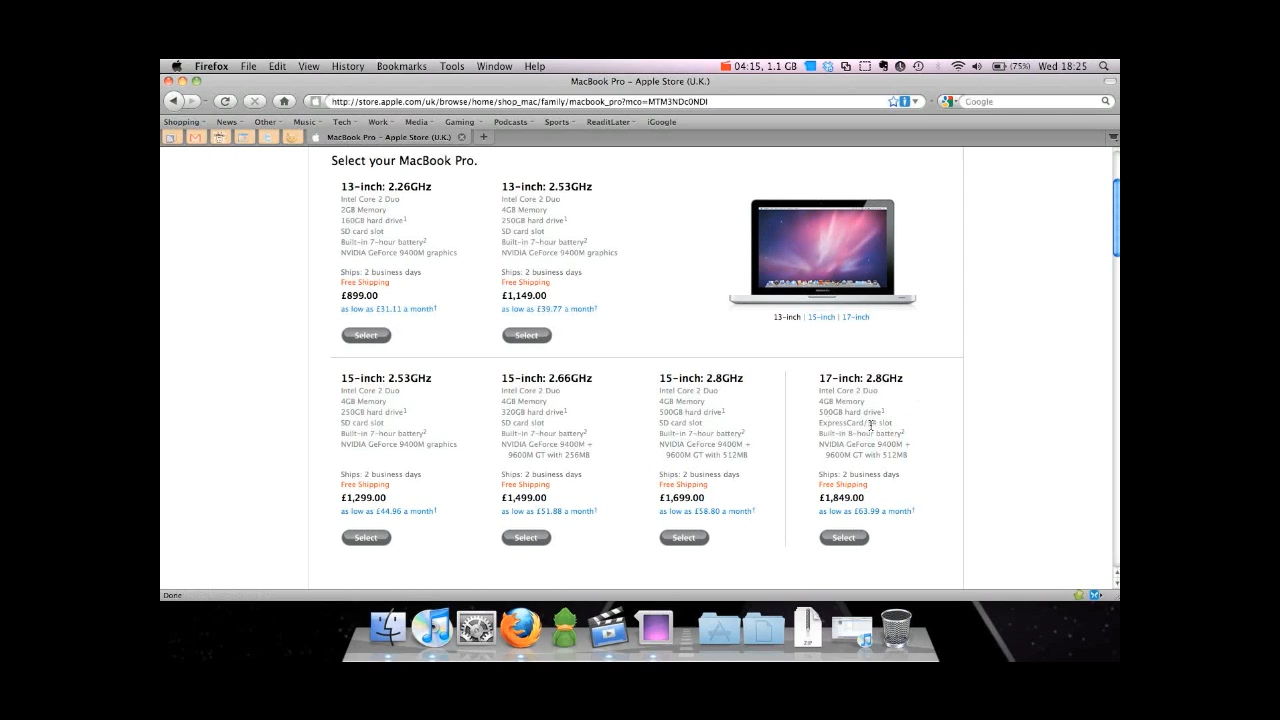 Firefox File Edit View History Bookmarks Tools Window Help 04:15, 1.1 GB (75%) Wed 18:25
MacBook Pro – Apple Store (U.K.)
http://store.apple.com/uk/browse/home/shop_mac/family/macbook_pro?mco=MTM3NDc0NDI Google
Shopping News Other Music Tech Work Media Gaming Podcasts Sports ReaditLater iGoogle
MacBook Pro – Apple Store (U.K.)
Select your MacBook Pro.
13-inch: 2.26GHz
Intel Core 2 Duo
2GB Memory
160GB hard drive1
SD card slot
Built-in 7-hour battery2
NVIDIA GeForce 9400M graphics
Ships: 2 business days
Free Shipping
£899.00
as low as £31.11 a month†
Select
13-inch: 2.53GHz
Intel Core 2 Duo
4GB Memory
250GB hard drive1
SD card slot
Built-in 7-hour battery2
NVIDIA GeForce 9400M graphics
Ships: 2 business days
Free Shipping
£1,149.00
as low as £39.77 a month†
Select
13-inch | 15-inch | 17-inch
15-inch: 2.53GHz
Intel Core 2 Duo
4GB Memory
250GB hard drive1
SD card slot
Built-in 7-hour battery2
NVIDIA GeForce 9400M graphics
Ships: 2 business days
Free Shipping
£1,299.00
as low as £44.96 a month†
Select
15-inch: 2.66GHz
Intel Core 2 Duo
4GB Memory
320GB hard drive1
SD card slot
Built-in 7-hour battery2
NVIDIA GeForce 9400M +
9600M GT with 256MB
Ships: 2 business days
Free Shipping
£1,499.00
as low as £51.88 a month†
Select
15-inch: 2.8GHz
Intel Core 2 Duo
4GB Memory
500GB hard drive1
SD card slot
Built-in 7-hour battery2
NVIDIA GeForce 9400M +
9600M GT with 512MB
Ships: 2 business days
Free Shipping
£1,699.00
as low as £58.80 a month†
Select
17-inch: 2.8GHz
Intel Core 2 Duo
4GB Memory
500GB hard drive1
slot
Built-in 8-hour battery2
NVIDIA GeForce 9400M +
9600M GT with 512MB
Ships: 2 business days
Free Shipping
£1,849.00
as low as £63.99 a month†
Select
Done
ZIP